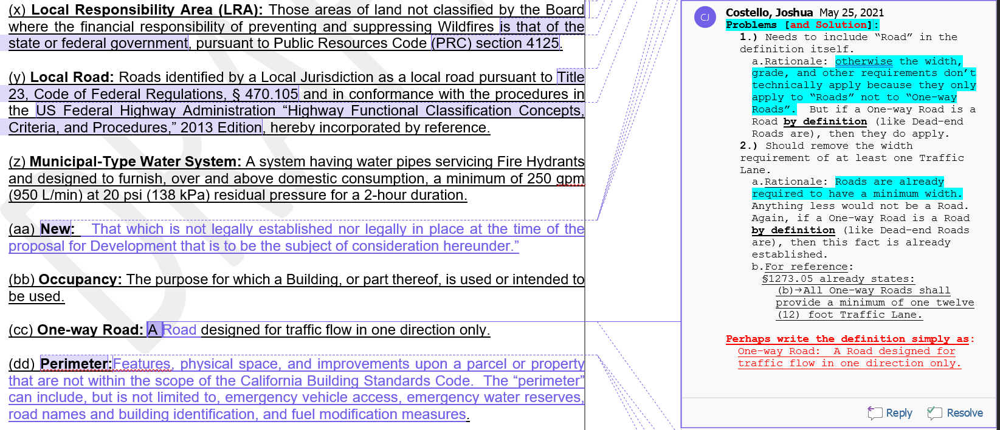 (x) Local Responsibility Area (LRA): Those areas of land not classified by the Board
where the financial responsibility of preventing and suppressing Wildfires is that of the
state or federal government, pursuant to Public Resources Code (PRC) section 4125.
(y) Local Road: Roads identified by a Local Jurisdiction as a local road pursuant to Title
23, Code of Federal Regulations, § 470.105 and in conformance with the procedures in
the US Federal Highway Administration “Highway Functional Classification Concepts,
Criteria, and Procedures,” 2013 Edition, hereby incorporated by reference.
(z) Municipal-Type Water System: A system having water pipes servicing Fire Hydrants
and designed to furnish, over and above domestic consumption, a minimum of 250 gpm
(950 L/min) at 20 psi (138 kPa) residual pressure for a 2-hour duration.
(aa) New: That which is not legally established nor legally in place at the time of the
proposal for Development that is to be the subject of consideration hereunder.”
(bb) Occupancy: The purpose for which a Building, or part thereof, is used or intended to
be used.
(cc) One-way Road: A Road designed for traffic flow in one direction only.
(dd) Perimeter:Features, physical space, and improvements upon a parcel or property
that are not within the scope of the California Building Standards Code. The “perimeter”
can include, but is not limited to, emergency vehicle access, emergency water reserves,
road names and building identification, and fuel modification measures.
CJ
Costello, Joshua May 25, 2021
Problems [and Solution]:
1.) Needs to include “Road” in the
definition itself.
a.Rationale: otherwise the width,
grade, and other requirements don’t
technically apply because they only
apply to “Roads” not to “One-way
Roads”. But if a One-way Road is a
Road by definition (like Dead-end
Roads are), then they do apply.
2.) Should remove the width
requirement of at least one Traffic
Lane.
a.Rationale: Roads are already
required to have a minimum width.
Anything less would not be a Road.
Again, if a One-way Road is a Road
by definition (like Dead-end Roads
are), then this fact is already
established.
b.For reference:
§1273.05 already states:
(b)→All One-way Roads shall
provide a minimum of one twelve
(12) foot Traffic Lane.
Perhaps write the definition simply as:
One-way Road: A Road designed for
traffic flow in one direction only.
Reply Resolve